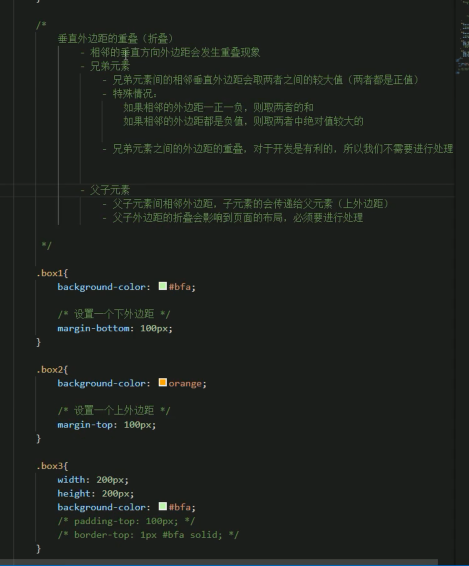 /*
垂直外边距的重叠（折叠）
- 相邻的垂直方向外边距会发生重叠现象
- 兄弟元素
- 兄弟元素间的相邻垂直外边距会取两者之间的较大值（两者都是正值）
- 特殊情况：
如果相邻的外边距一正一负，则取两者的和
如果相邻的外边距都是负值，则取两者中绝对值较大的
- 兄弟元素之间的外边距的重叠，对于开发是有利的，所以我们不需要进行处理
- 父子元素
- 父子元素间相邻外边距，子元素的会传递给父元素（上外边距）
- 父子外边距的折叠会影响到页面的布局，必须要进行处理
*/
.box1{
background-color: #bfa;
/* 设置一个下外边距 */
margin-bottom: 100px;
}
.box2{
background-color: orange;
/* 设置一个上外边距 */
margin-top: 100px;
}
.box3{
width: 200px;
height: 200px;
background-color: #bfa;
/* padding-top: 100px; */
/* border-top: 1px #bfa solid; */
}